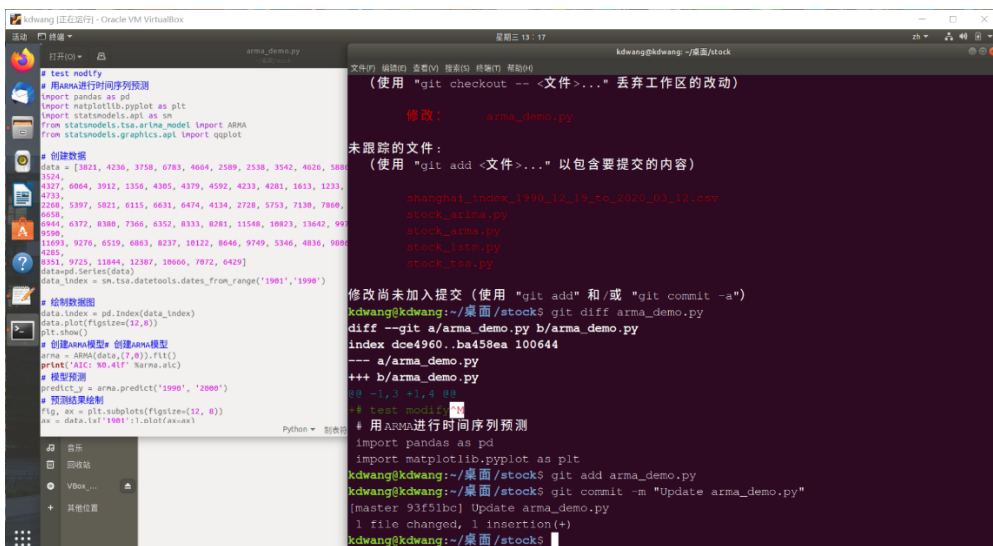 kdwang [正在运行] - Oracle VM VirtualBox
活动 终端
星期三 13：17
zh
打开(O)
arma_demo.py
~/桌面/stock
# test modify
# 用ARMA进行时间序列预测
import pandas as pd
import matplotlib.pyplot as plt
import statsmodels.api as sm
from statsmodels.tsa.arima_model import ARMA
from statsmodels.graphics.api import qqplot
# 创建数据
data = [3821, 4236, 3758, 6783, 4664, 2589, 2538, 3542, 4626, 5886
3524,
4327, 6064, 3912, 1356, 4305, 4379, 4592, 4233, 4281, 1613, 1233,
4733,
2268, 5397, 5821, 6115, 6631, 6474, 4134, 2728, 5753, 7130, 7860,
6658,
6944, 6372, 8380, 7366, 6352, 8333, 8281, 11548, 10823, 13642, 997
9590,
11693, 9276, 6519, 6863, 8237, 10122, 8646, 9749, 5346, 4836, 9806
4285,
8351, 9725, 11844, 12387, 10666, 7072, 6429]
data=pd.Series(data)
data_index = sm.tsa.datetools.dates_from_range('1901','1990')
# 绘制数据图
data.index = pd.Index(data_index)
data.plot(figsize=(12,8))
plt.show()
# 创建ARMA模型# 创建ARMA模型
arma = ARMA(data,(7,0)).fit()
print('AIC: %0.4lf' %arma.aic)
# 模型预测
predict_y = arma.predict('1990', '2000')
# 预测结果绘制
fig, ax = plt.subplots(figsize=(12, 8))
ax = data.ix['1901':].plot(ax=ax)
Python 制表符
音乐
回收站
VBox_...
其他位置
kdwang@kdwang: ~/桌面/stock
文件(F) 编辑(E) 查看(V) 搜索(S) 终端(T) 帮助(H)
（使用 "git checkout -- <文件>..." 丢弃工作区的改动）
修改： arma_demo.py
未跟踪的文件:
（使用 "git add <文件>..." 以包含要提交的内容）
shanghai_index_1990_12_19_to_2020_03_12.csv
stock_arima.py
stock_arma.py
stock_lstm.py
stock_tsa.py
修改尚未加入提交（使用 "git add" 和/或 "git commit -a"）
kdwang@kdwang:~/桌面/stock$ git diff arma_demo.py
diff --git a/arma_demo.py b/arma_demo.py
index dce4960..ba458ea 100644
--- a/arma_demo.py
+++ b/arma_demo.py
@@ -1,3 +1,4 @@
+# test modify^M
# 用ARMA进行时间序列预测
import pandas as pd
import matplotlib.pyplot as plt
kdwang@kdwang:~/桌面/stock$ git add arma_demo.py
kdwang@kdwang:~/桌面/stock$ git commit -m "Update arma_demo.py"
[master 93f51bc] Update arma_demo.py
1 file changed, 1 insertion(+)
kdwang@kdwang:~/桌面/stock$